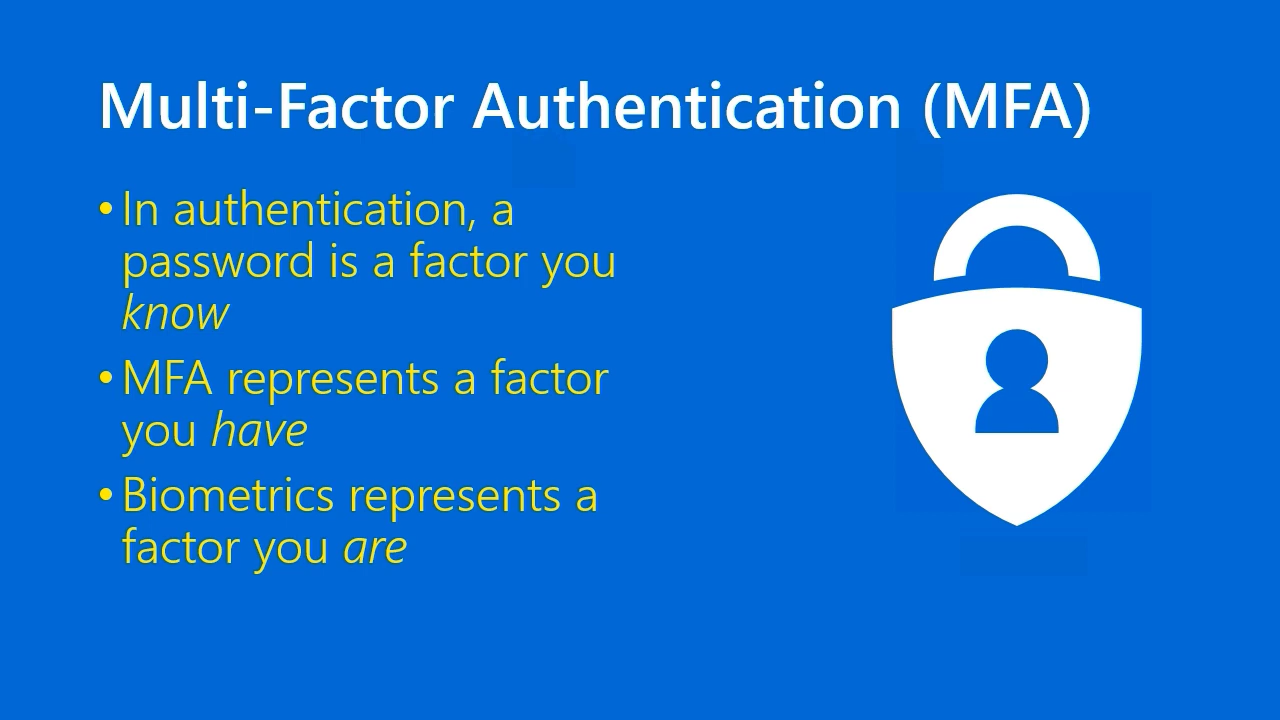 Multi-Factor Authentication (MFA)
•In authentication, a
password is a factor you
know
•MFA represents a factor
you have
•Biometrics represents a
factor you are